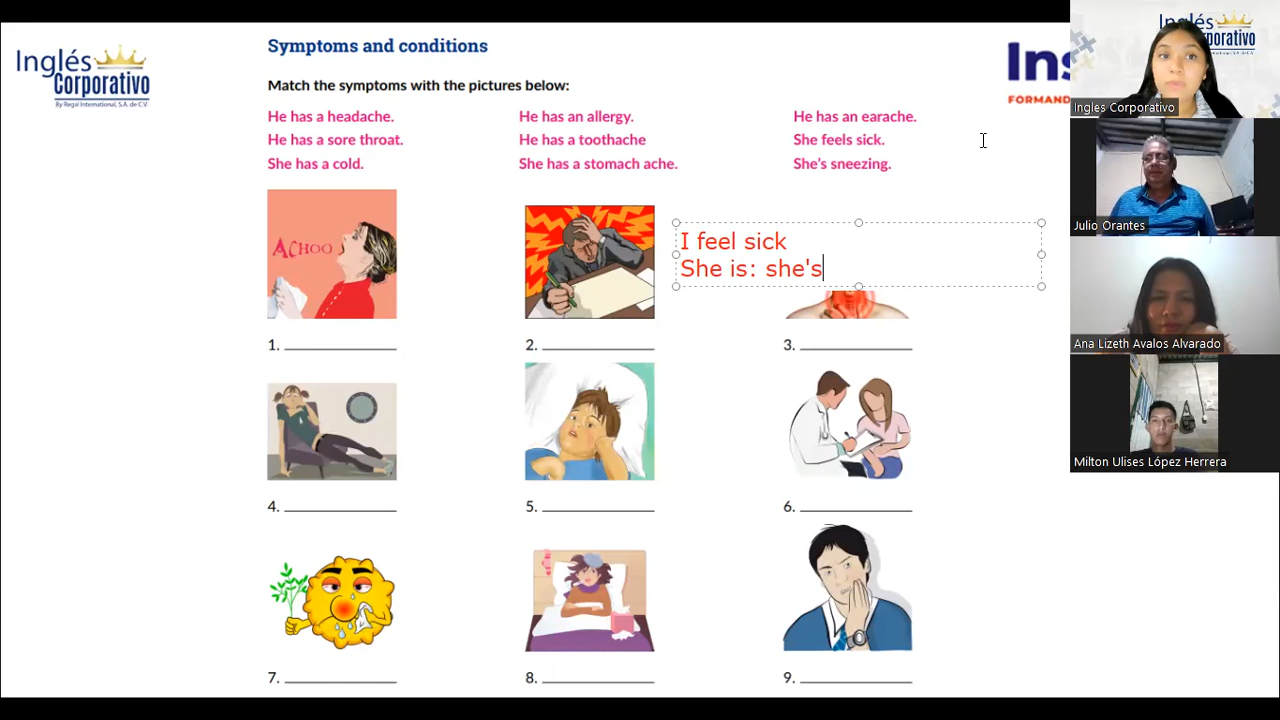 Inglés
Corporativo
By Regal International, S.A. de C.V.
Symptoms and conditions
Match the symptoms with the pictures below:
He has a headache.
He has a sore throat.
She has a cold.
He has an allergy.
He has a toothache
She has a stomach ache.
He has an earache.
She feels sick.
She's sneezing.
Ins
FORMAND
ACHOO
I feel sick
She is: she's
1.
2.
3.
4.
5.
6.
7.
8.
9.
Inglés
Corporativo
Ingles Corporativo
Julio Orantes
Ana Lizeth Avalos Alvarado
Milton Ulises López Herrera